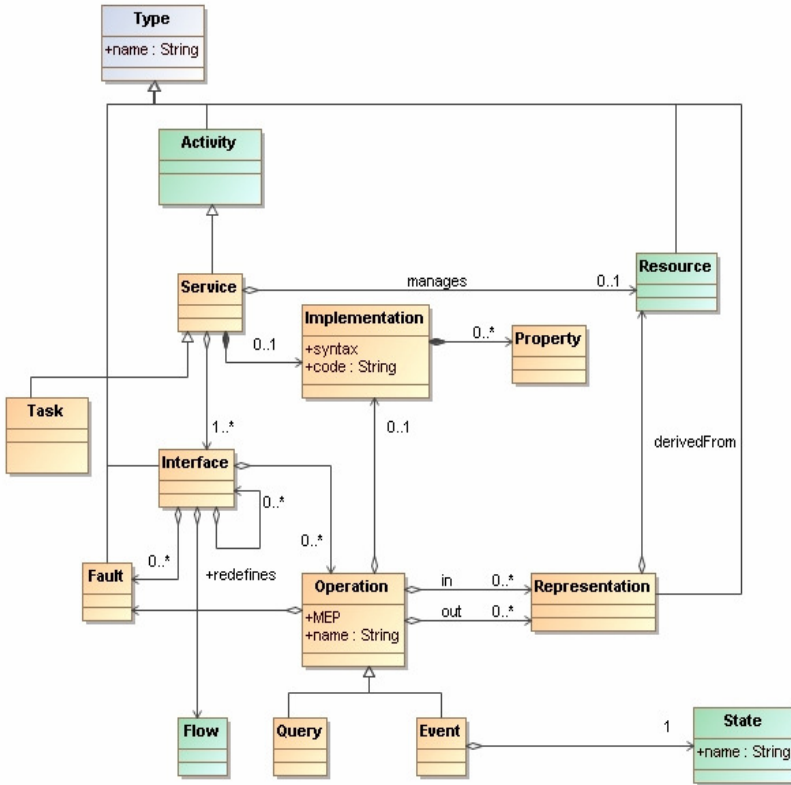 Type
+name : String
Activity
Service
manages
0..1
Resource
Implementation
+syntax
+code : String
0..1
0..*
Property
Task
1..*
0..1
derivedFrom
Interface
0..*
0..*
0..*
Fault
+redefines
Operation
+MEP
+name : String
in
0..*
out
0..*
Representation
Flow
Query
Event
1
State
+name : String